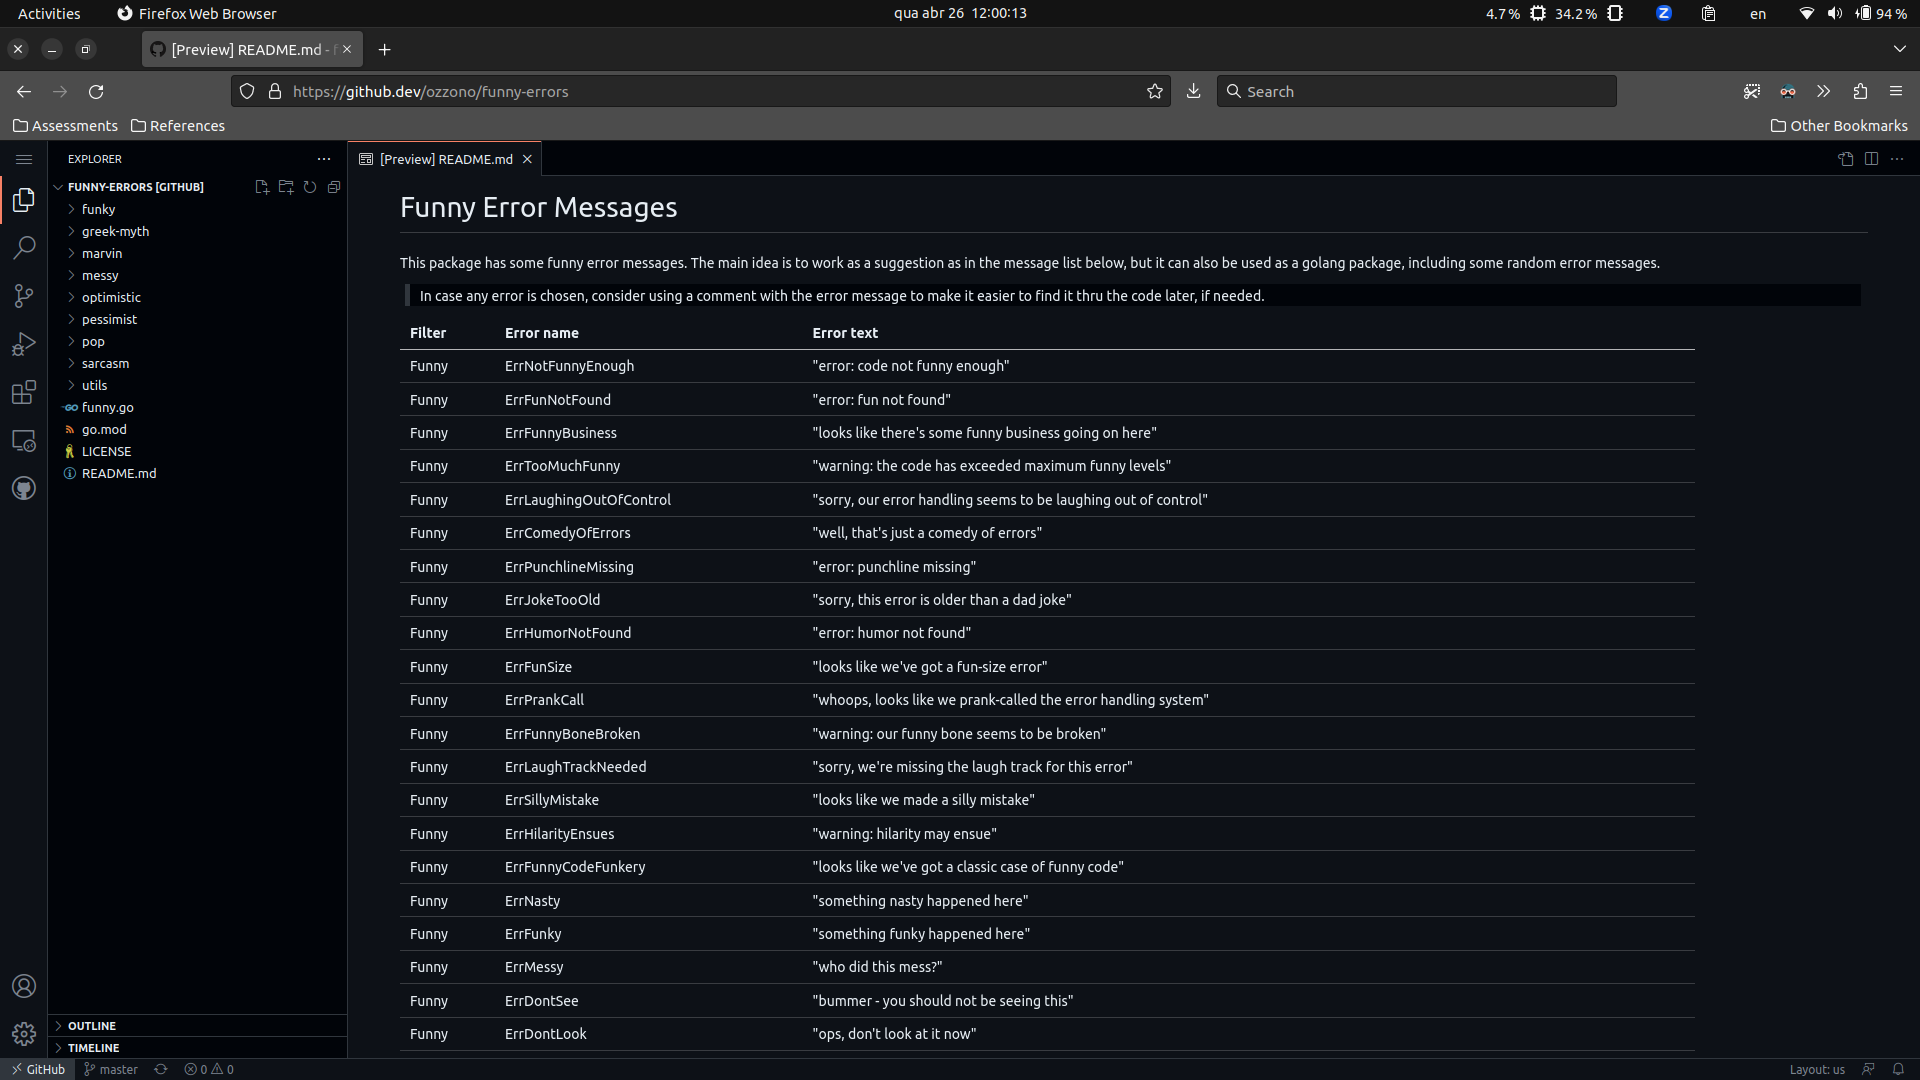 Activities Firefox Web Browser qua abr 26 12:00:13 4.7% 34.2% Z en 94%
[Preview] README.md - f
https://github.dev/ozzono/funny-errors Search
Assessments References Other Bookmarks
EXPLORER [Preview] README.md
FUNNY-ERRORS [GITHUB]
funky
greek-myth
marvin
messy
optimistic
pessimist
pop
sarcasm
utils
funny.go
go.mod
LICENSE
README.md
OUTLINE
TIMELINE
Funny Error Messages
This package has some funny error messages. The main idea is to work as a suggestion as in the message list below, but it can also be used as a golang package, including some random error messages.
In case any error is chosen, consider using a comment with the error message to make it easier to find it thru the code later, if needed.
Filter Error name Error text
Funny ErrNotFunnyEnough "error: code not funny enough"
Funny ErrFunNotFound "error: fun not found"
Funny ErrFunnyBusiness "looks like there's some funny business going on here"
Funny ErrTooMuchFunny "warning: the code has exceeded maximum funny levels"
Funny ErrLaughingOutOfControl "sorry, our error handling seems to be laughing out of control"
Funny ErrComedyOfErrors "well, that's just a comedy of errors"
Funny ErrPunchlineMissing "error: punchline missing"
Funny ErrJokeTooOld "sorry, this error is older than a dad joke"
Funny ErrHumorNotFound "error: humor not found"
Funny ErrFunSize "looks like we've got a fun-size error"
Funny ErrPrankCall "whoops, looks like we prank-called the error handling system"
Funny ErrFunnyBoneBroken "warning: our funny bone seems to be broken"
Funny ErrLaughTrackNeeded "sorry, we're missing the laugh track for this error"
Funny ErrSillyMistake "looks like we made a silly mistake"
Funny ErrHilarityEnsues "warning: hilarity may ensue"
Funny ErrFunnyCodeFunkery "looks like we've got a classic case of funny code"
Funny ErrNasty "something nasty happened here"
Funny ErrFunky "something funky happened here"
Funny ErrMessy "who did this mess?"
Funny ErrDontSee "bummer - you should not be seeing this"
Funny ErrDontLook "ops, don't look at it now"
GitHub master 0 0 Layout: us